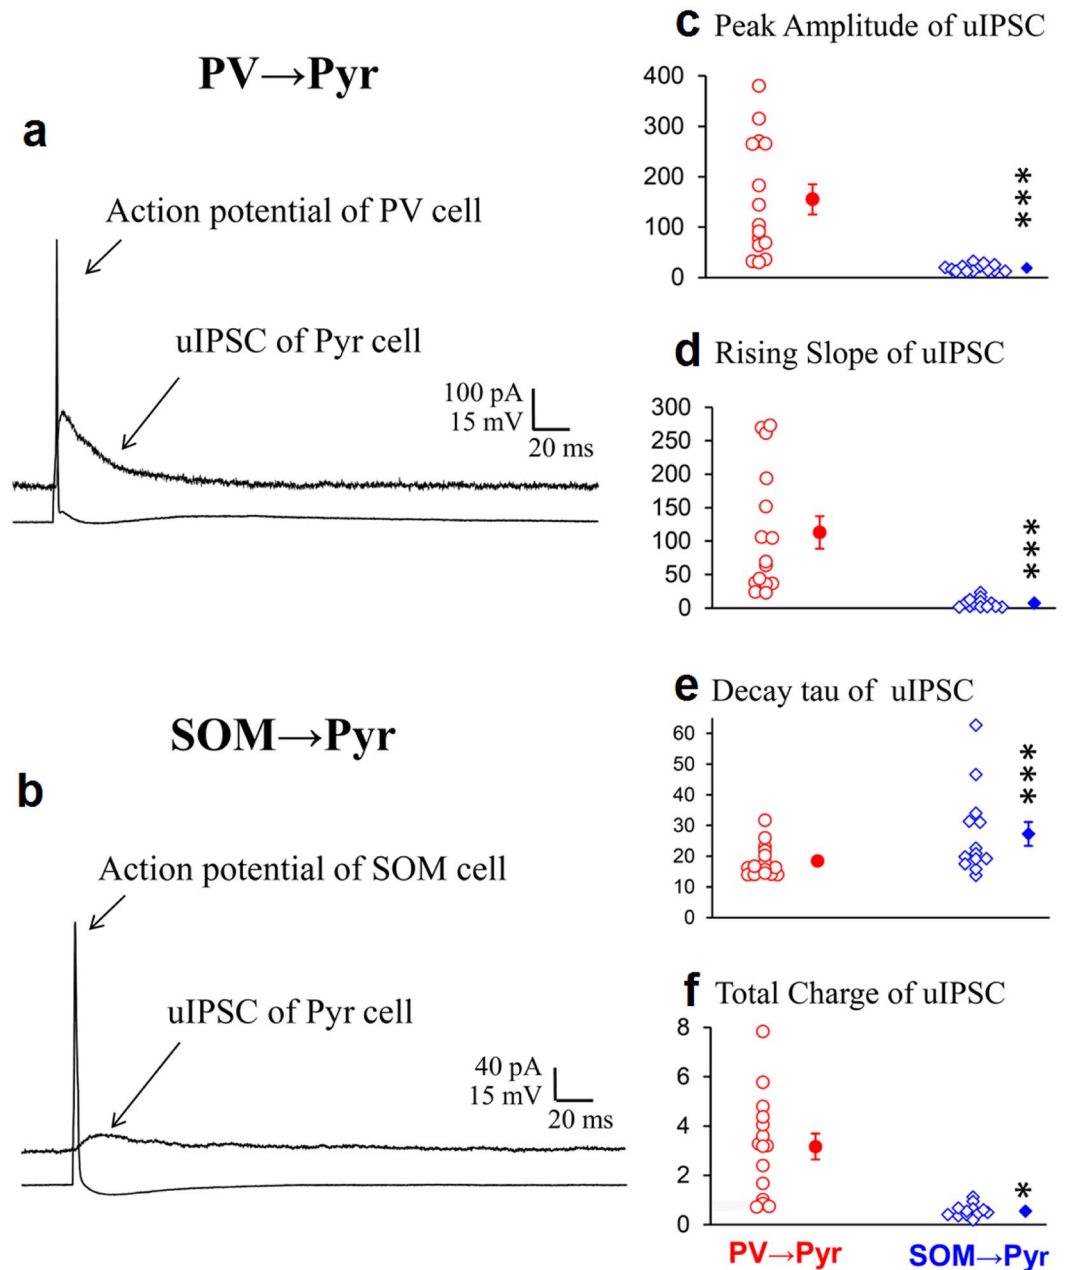 PV→Pyr
a
Action potential of PV cell
uIPSC of Pyr cell
100 pA
15 mV
20 ms
SOM→Pyr
b
Action potential of SOM cell
uIPSC of Pyr cell
40 pA
15 mV
20 ms
c Peak Amplitude of uIPSC
400
300
200
100
0
***
d Rising Slope of uIPSC
300
250
200
150
100
50
0
***
e Decay tau of uIPSC
60
50
40
30
20
10
0
***
f Total Charge of uIPSC
8
6
4
2
0
*
PV→Pyr SOM→Pyr